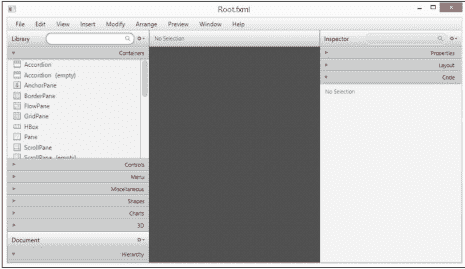 Root.fxml
File Edit View Insert Modify Arrange Preview Window Help
Library
No Selection
Inspector
Containers
Accordion
Accordion (empty)
AnchorPane
BorderPane
FlowPane
GridPane
HBox
Pane
ScrollPane
ScrollPane (empty)
Controls
Menu
Miscellaneous
Shapes
Charts
3D
Document
Hierarchy
Properties
Layout
Code
No Selection